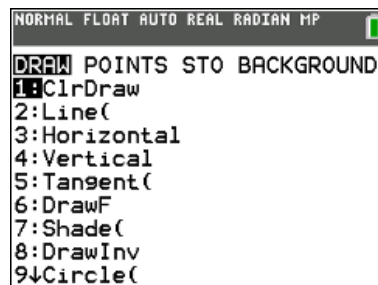 NORMAL FLOAT AUTO REAL RADIAN MP
DRAW POINTS STO BACKGROUND
1:ClrDraw
2:Line(
3:Horizontal
4:Vertical
5:Tangent(
6:DrawF
7:Shade(
8:DrawInv
9↓Circle(